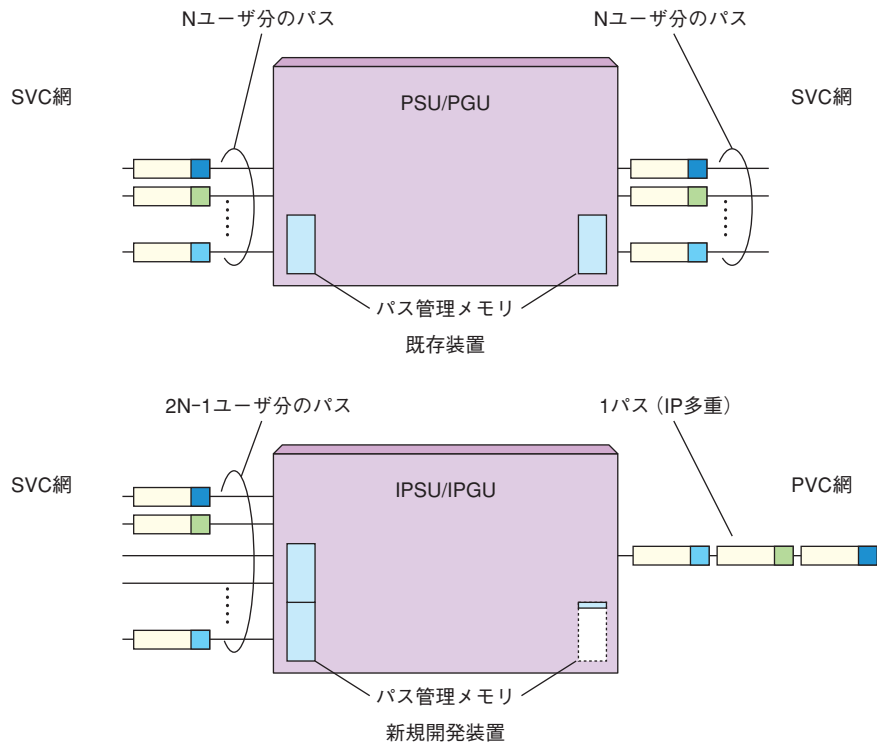 Nユーザ分のパス
Nユーザ分のパス
SVC網
PSU/PGU
SVC網
パス管理メモリ
既存装置
2N-1ユーザ分のパス
1パス（IP多重）
SVC網
IPSU/IPGU
PVC網
パス管理メモリ
新規開発装置